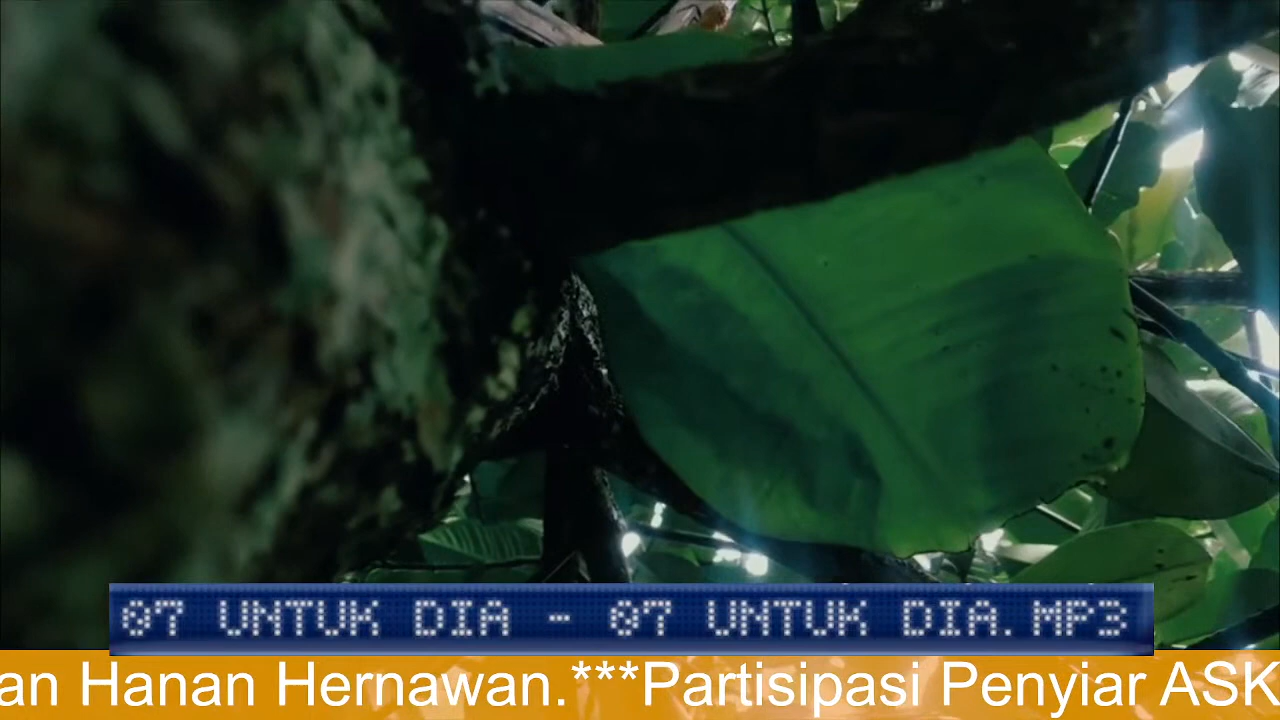 07 UNTUK DIA - 07 UNTUK DIA.MP3
an Hanan Hernawan.***Partisipasi Penyiar ASK